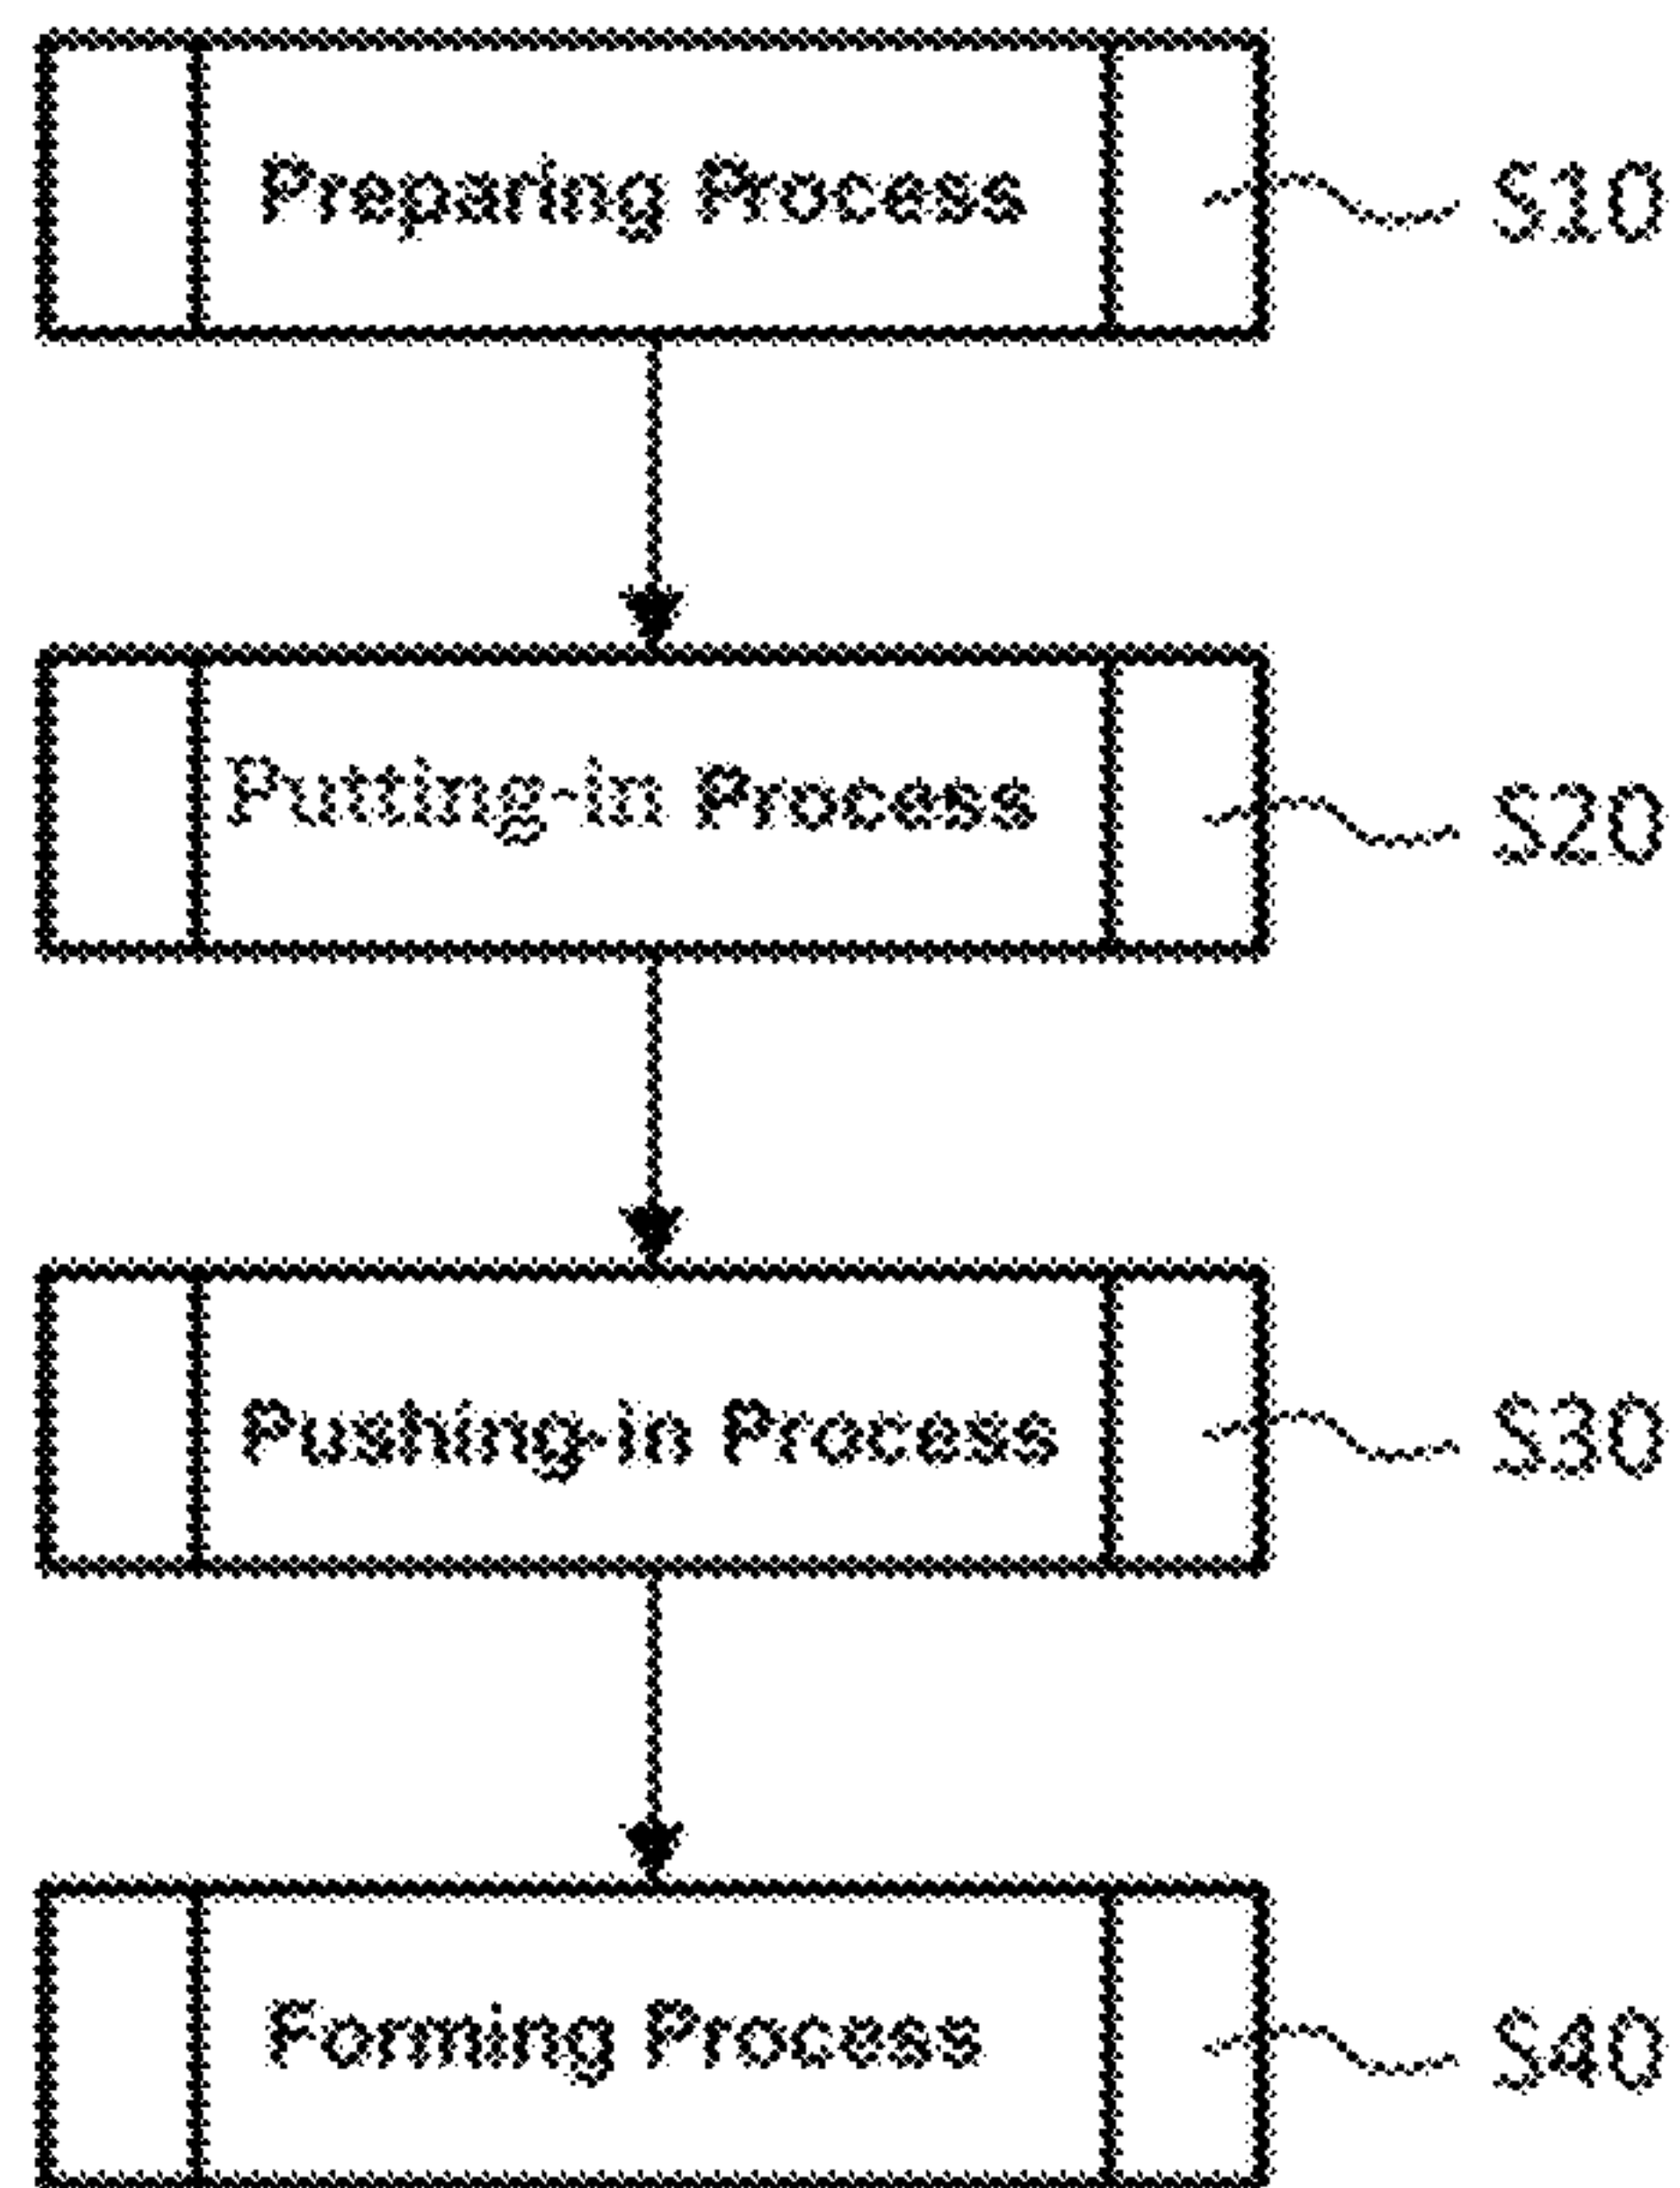 Preparing Process S10
Putting-in Process S20
Pushing-in Process S30
Forming Process S40